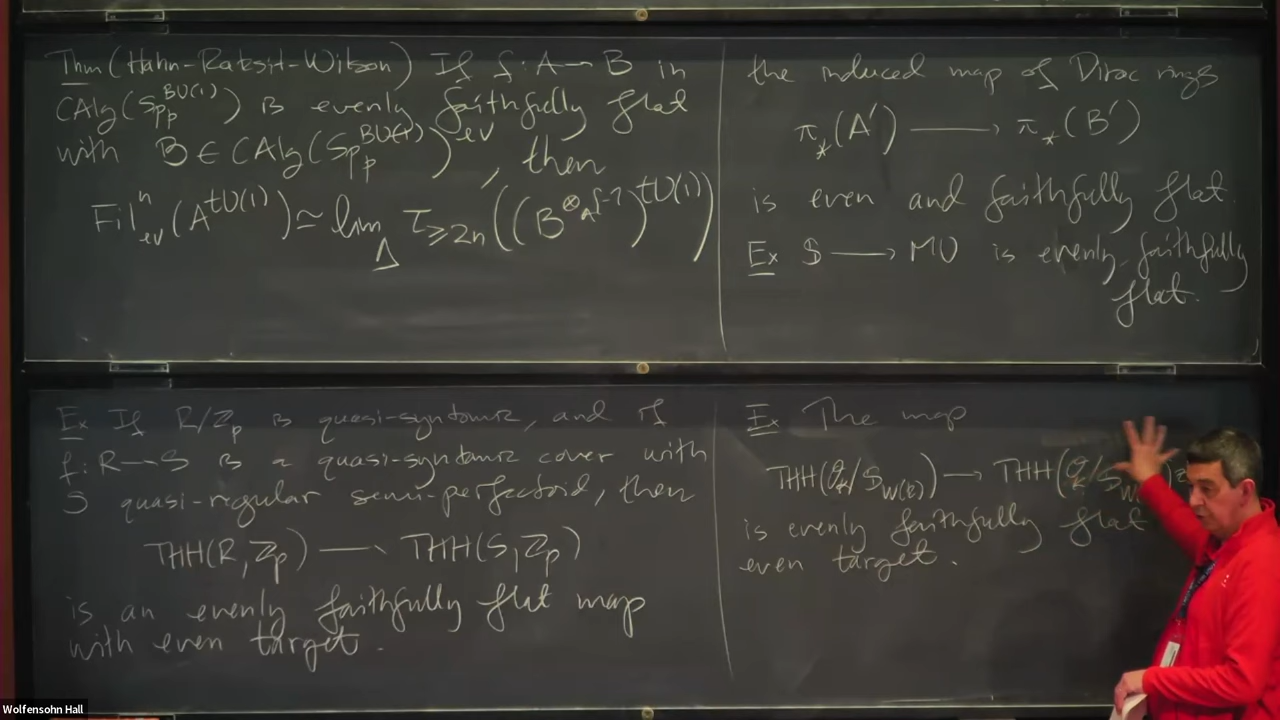 Thm (Hahn-Raksit-Wilson) If f: A → B in
CAlg(Sp_p^{BU(1)}) is evenly faithfully flat
with B ∈ CAlg(Sp_p^{BU(1)})^{ev}, then
Fil^n_{ev}(A^{tU(1)}) ≃ lim_Δ τ_{≥2n}((B^{⊗_A[-]})^{tU(1)})
the induced map of Dirac rings
π_*(A') → π_*(B')
is even and faithfully flat.
Ex S → MU is evenly faithfully
flat.
Ex If R/Z_p is quasi-syntomic, and if
f: R → S is a quasi-syntomic cover with
S quasi-regular semi-perfectoid, then
THH(R, Z_p) → THH(S, Z_p)
is an evenly faithfully flat map
with even target.
Ex The map
THH(O_K/S_{W(k)}) → THH(O_K/S_W
is evenly faithfully flat
even target.
Wolfensohn Hall